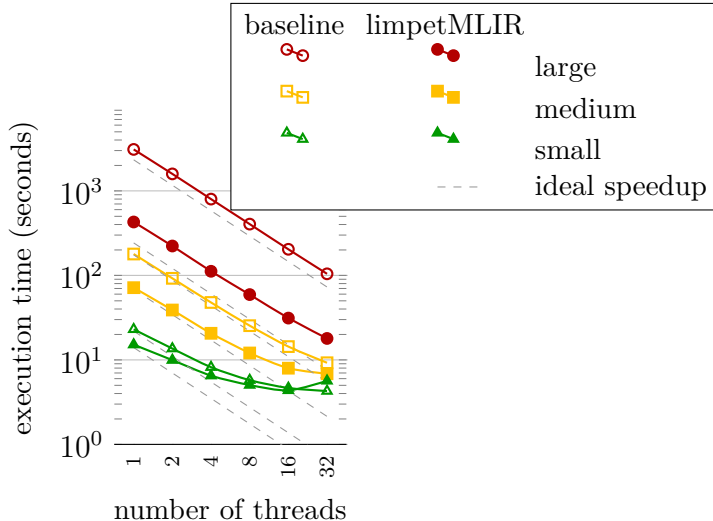 baseline limpetMLIR
large
medium
small
ideal speedup
execution time (seconds)
10³
10²
10¹
10⁰
1 2 4 8 16 32
number of threads